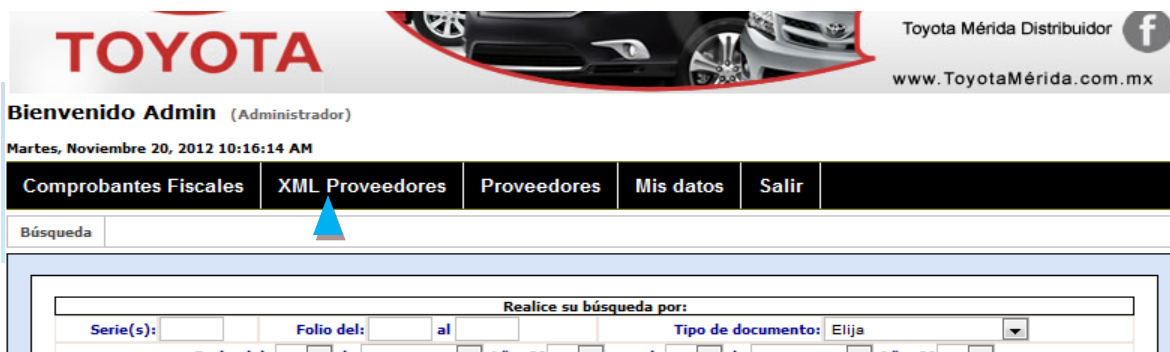 TOYOTA
Toyota Mérida Distribuidor f
www.ToyotaMérida.com.mx
Bienvenido Admin (Administrador)
Martes, Noviembre 20, 2012 10:16:14 AM
Comprobantes Fiscales XML Proveedores Proveedores Mis datos Salir
Búsqueda
Realice su búsqueda por:
Serie(s): Folio del: al Tipo de documento: Elija